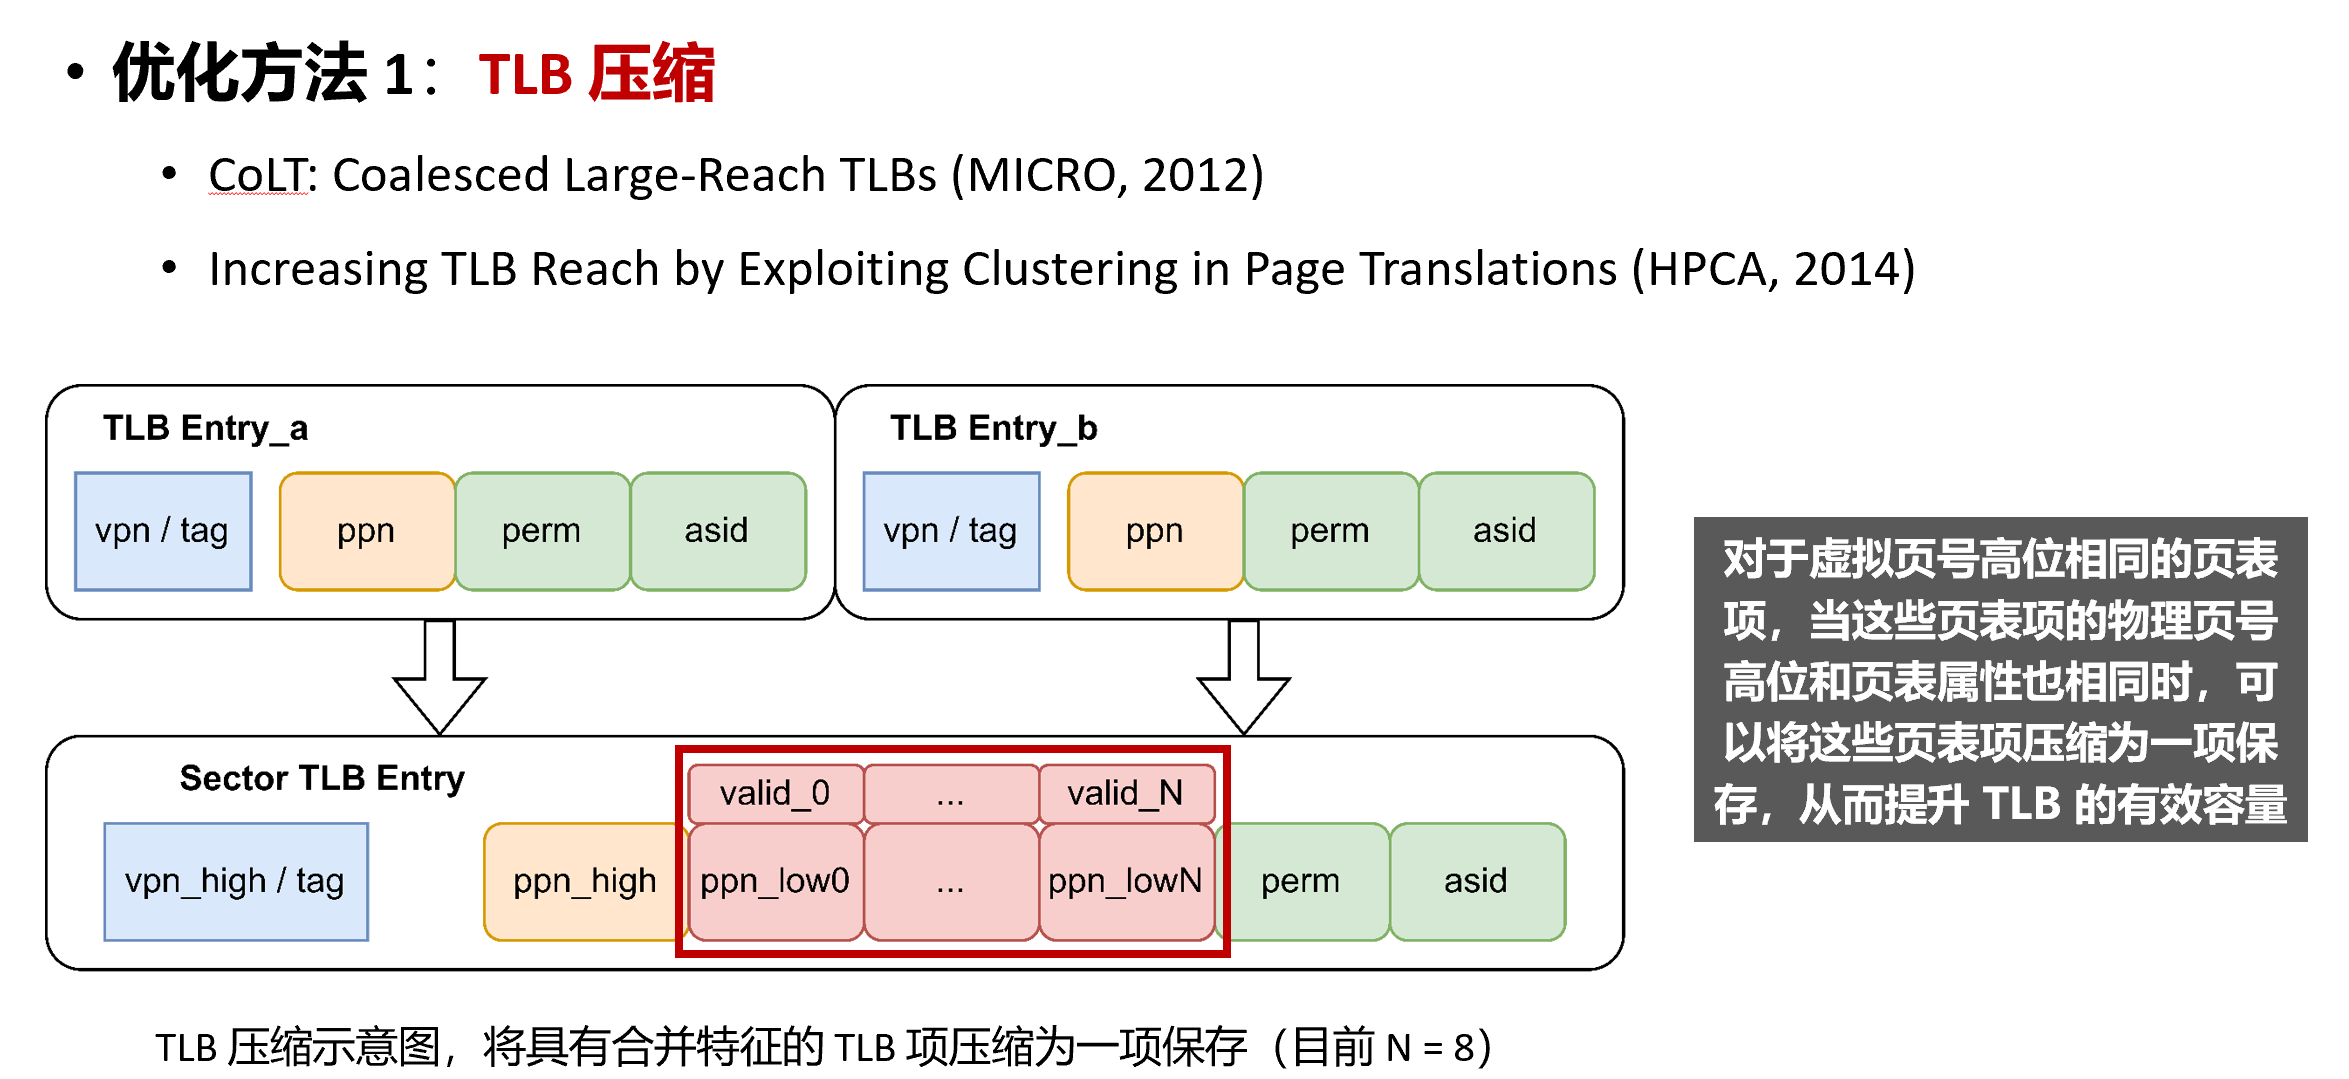 • 优化方法 1：TLB 压缩
• CoLT: Coalesced Large-Reach TLBs (MICRO, 2012)
• Increasing TLB Reach by Exploiting Clustering in Page Translations (HPCA, 2014)
TLB Entry_a
vpn / tag
ppn
perm
asid
TLB Entry_b
vpn / tag
ppn
perm
asid
对于虚拟页号高位相同的页表
项，当这些页表项的物理页号
高位和页表属性也相同时，可
以将这些页表项压缩为一项保
存，从而提升 TLB 的有效容量
Sector TLB Entry
valid_0
...
valid_N
vpn_high / tag
ppn_high
ppn_low0
...
ppn_lowN
perm
asid
TLB 压缩示意图，将具有合并特征的 TLB 项压缩为一项保存（目前 N = 8）